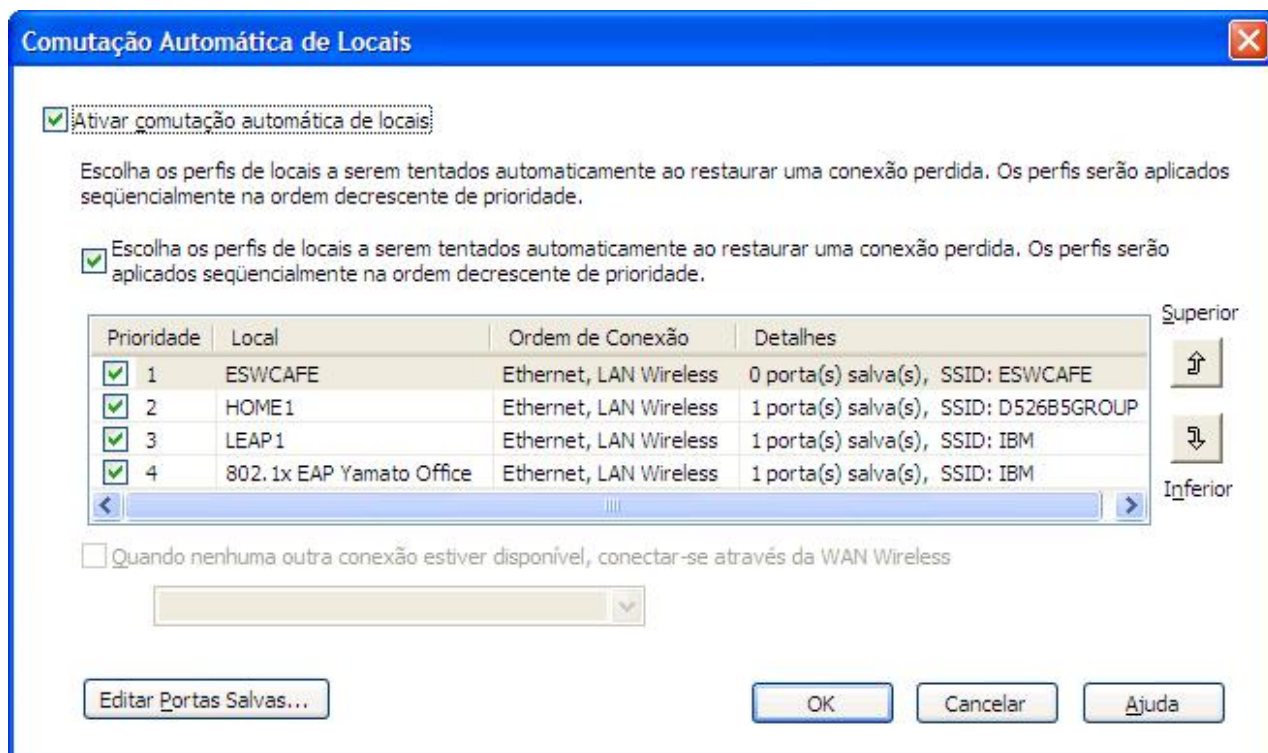 Comutação Automática de Locais
Ativar comutação automática de locais
Escolha os perfis de locais a serem tentados automaticamente ao restaurar uma conexão perdida. Os perfis serão aplicados
seqüencialmente na ordem decrescente de prioridade.
Escolha os perfis de locais a serem tentados automaticamente ao restaurar uma conexão perdida. Os perfis serão
aplicados seqüencialmente na ordem decrescente de prioridade.
Superior
Prioridade Local Ordem de Conexão Detalhes
1 ESWCAFE Ethernet, LAN Wireless 0 porta(s) salva(s), SSID: ESWCAFE
2 HOME1 Ethernet, LAN Wireless 1 porta(s) salva(s), SSID: D526B5GROUP
3 LEAP1 Ethernet, LAN Wireless 1 porta(s) salva(s), SSID: IBM
4 802.1x EAP Yamato Office Ethernet, LAN Wireless 1 porta(s) salva(s), SSID: IBM
Inferior
Quando nenhuma outra conexão estiver disponível, conectar-se através da WAN Wireless
Editar Portas Salvas... OK Cancelar Ajuda